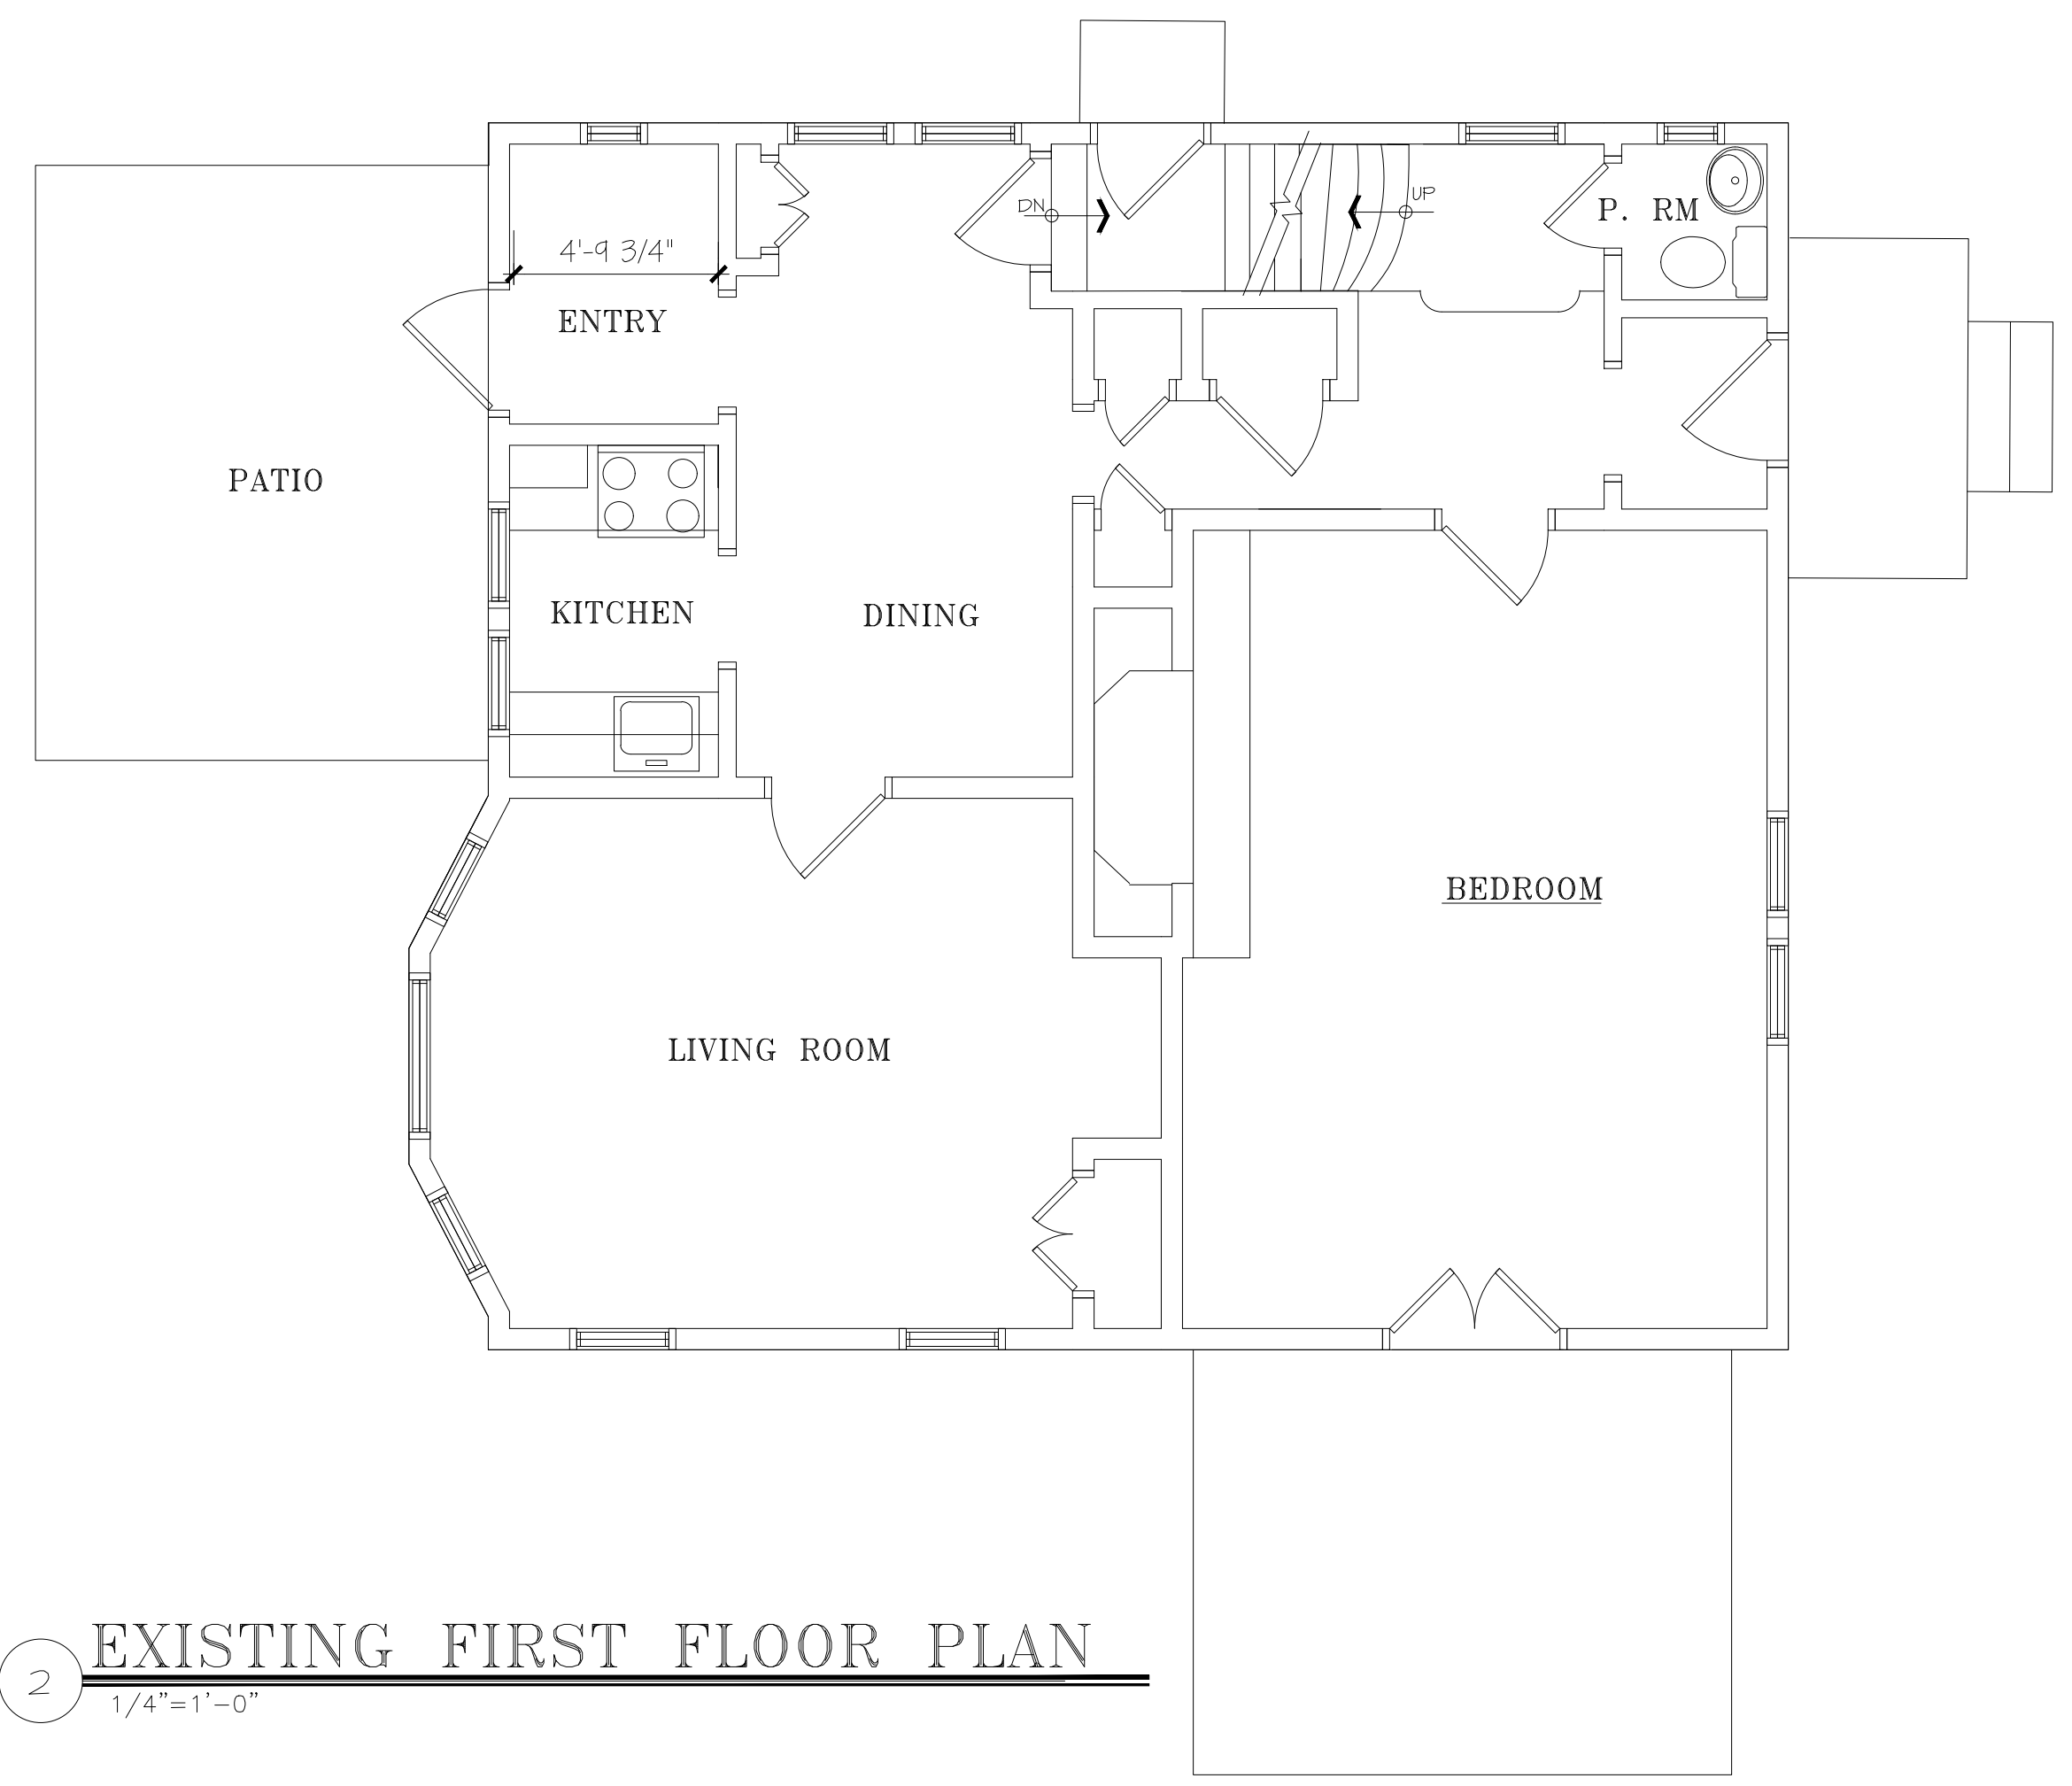 DN
UP
P. RM
4'-9 3/4"
ENTRY
PATIO
KITCHEN
DINING
BEDROOM
LIVING ROOM
2
EXISTING FIRST FLOOR PLAN
1/4"=1'-0"